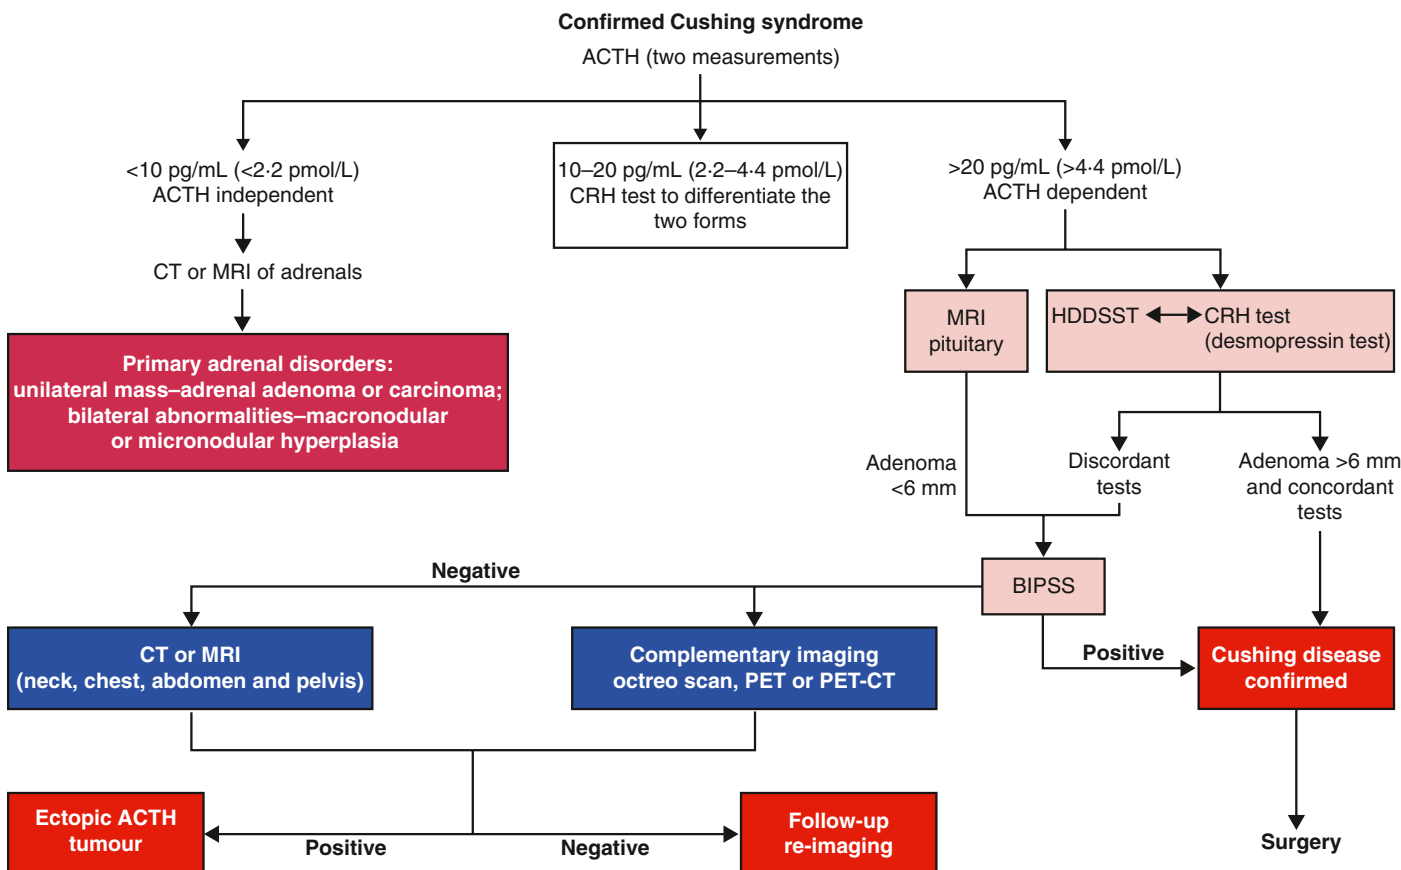 Confirmed Cushing syndrome
ACTH (two measurements)
<10 pg/mL (<2·2 pmol/L)
ACTH independent
10–20 pg/mL (2·2–4·4 pmol/L)
CRH test to differentiate the
two forms
>20 pg/mL (>4·4 pmol/L)
ACTH dependent
CT or MRI of adrenals
MRI
pituitary
HDDSST
CRH test
(desmopressin test)
Primary adrenal disorders:
unilateral mass–adrenal adenoma or carcinoma;
bilateral abnormalities–macronodular
or micronodular hyperplasia
Adenoma
<6 mm
Discordant
tests
Adenoma >6 mm
and concordant
tests
Negative
BIPSS
CT or MRI
(neck, chest, abdomen and pelvis)
Complementary imaging
octreo scan, PET or PET-CT
Positive
Cushing disease
confirmed
Ectopic ACTH
tumour
Positive
Negative
Follow-up
re-imaging
Surgery